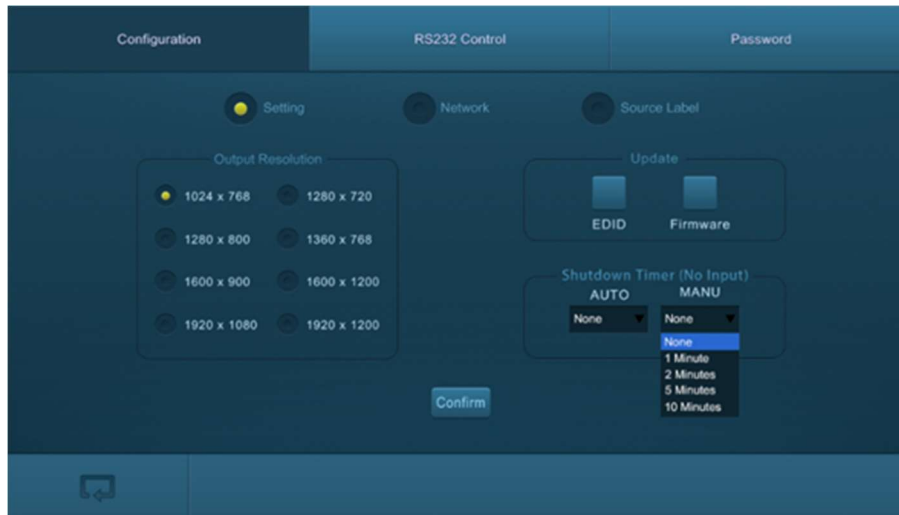 Configuration RS232 Control Password
Setting Network Source Label
Output Resolution
1024 x 768 1280 x 720
1280 x 800 1360 x 768
1600 x 900 1600 x 1200
1920 x 1080 1920 x 1200
Update
EDID Firmware
Shutdown Timer (No Input)
AUTO MANU
None None
None
1 Minute
2 Minutes
5 Minutes
10 Minutes
Confirm